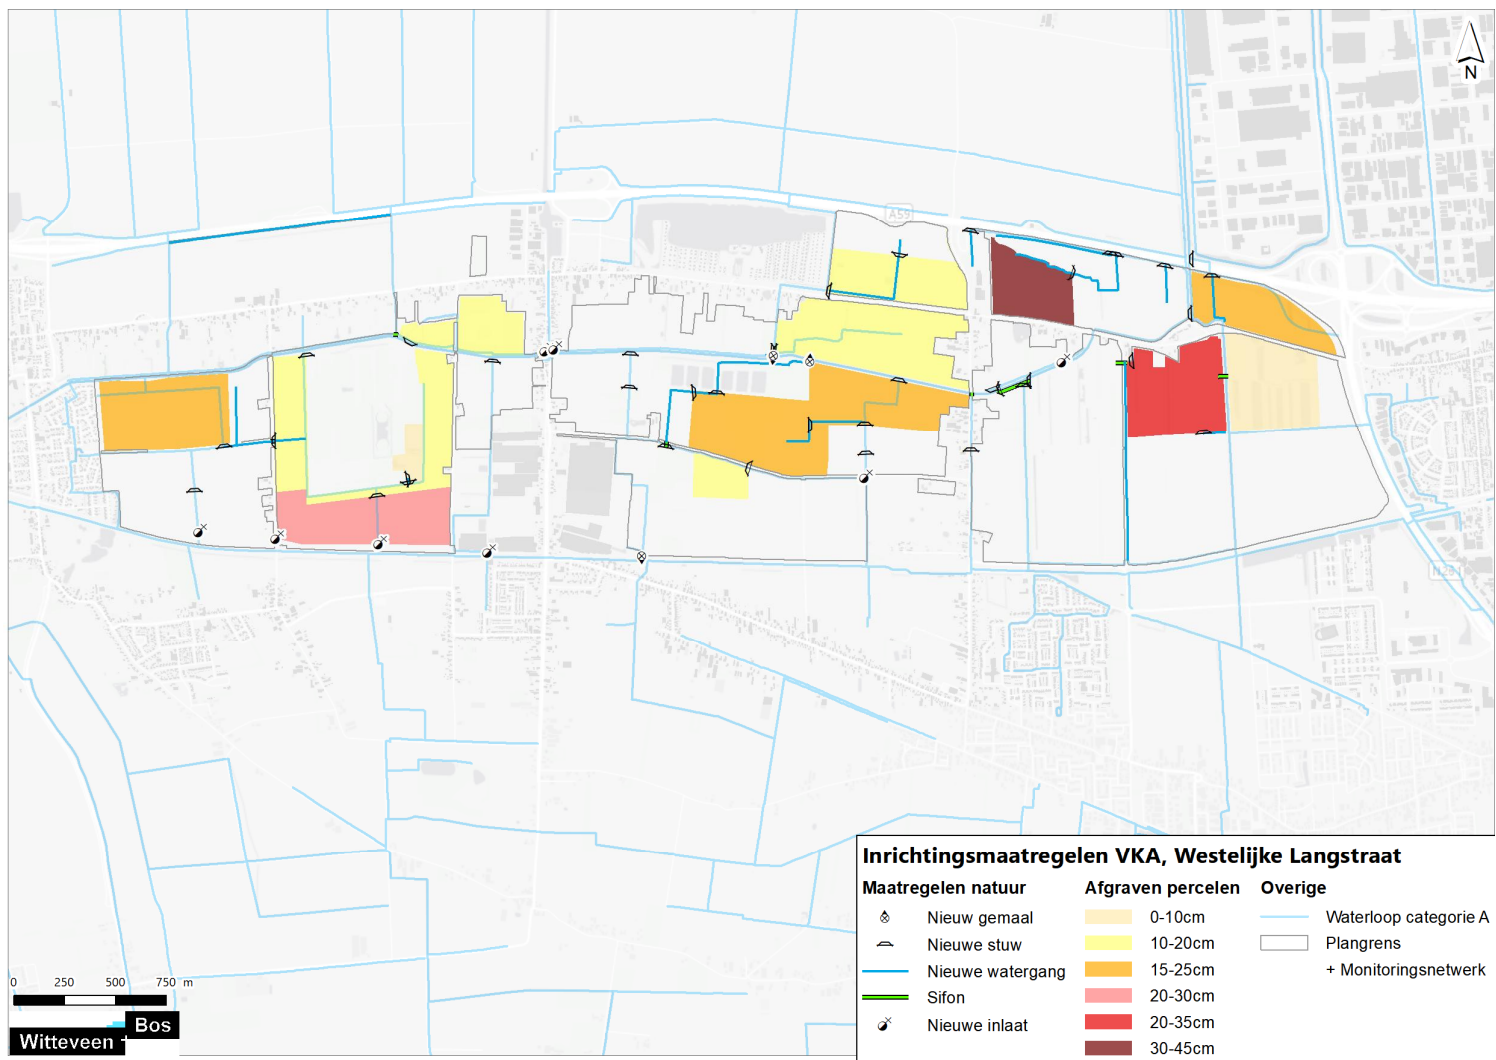 N
A59
N261
Inrichtingsmaatregelen VKA, Westelijke Langstraat
Maatregelen natuur
Nieuw gemaal
Nieuwe stuw
Nieuwe watergang
Sifon
Nieuwe inlaat
Afgraven percelen
0-10cm
10-20cm
15-25cm
20-30cm
20-35cm
30-45cm
Overige
Waterloop categorie A
Plangrens
+ Monitoringsnetwerk
0 250 500 750 m
Witteveen + Bos